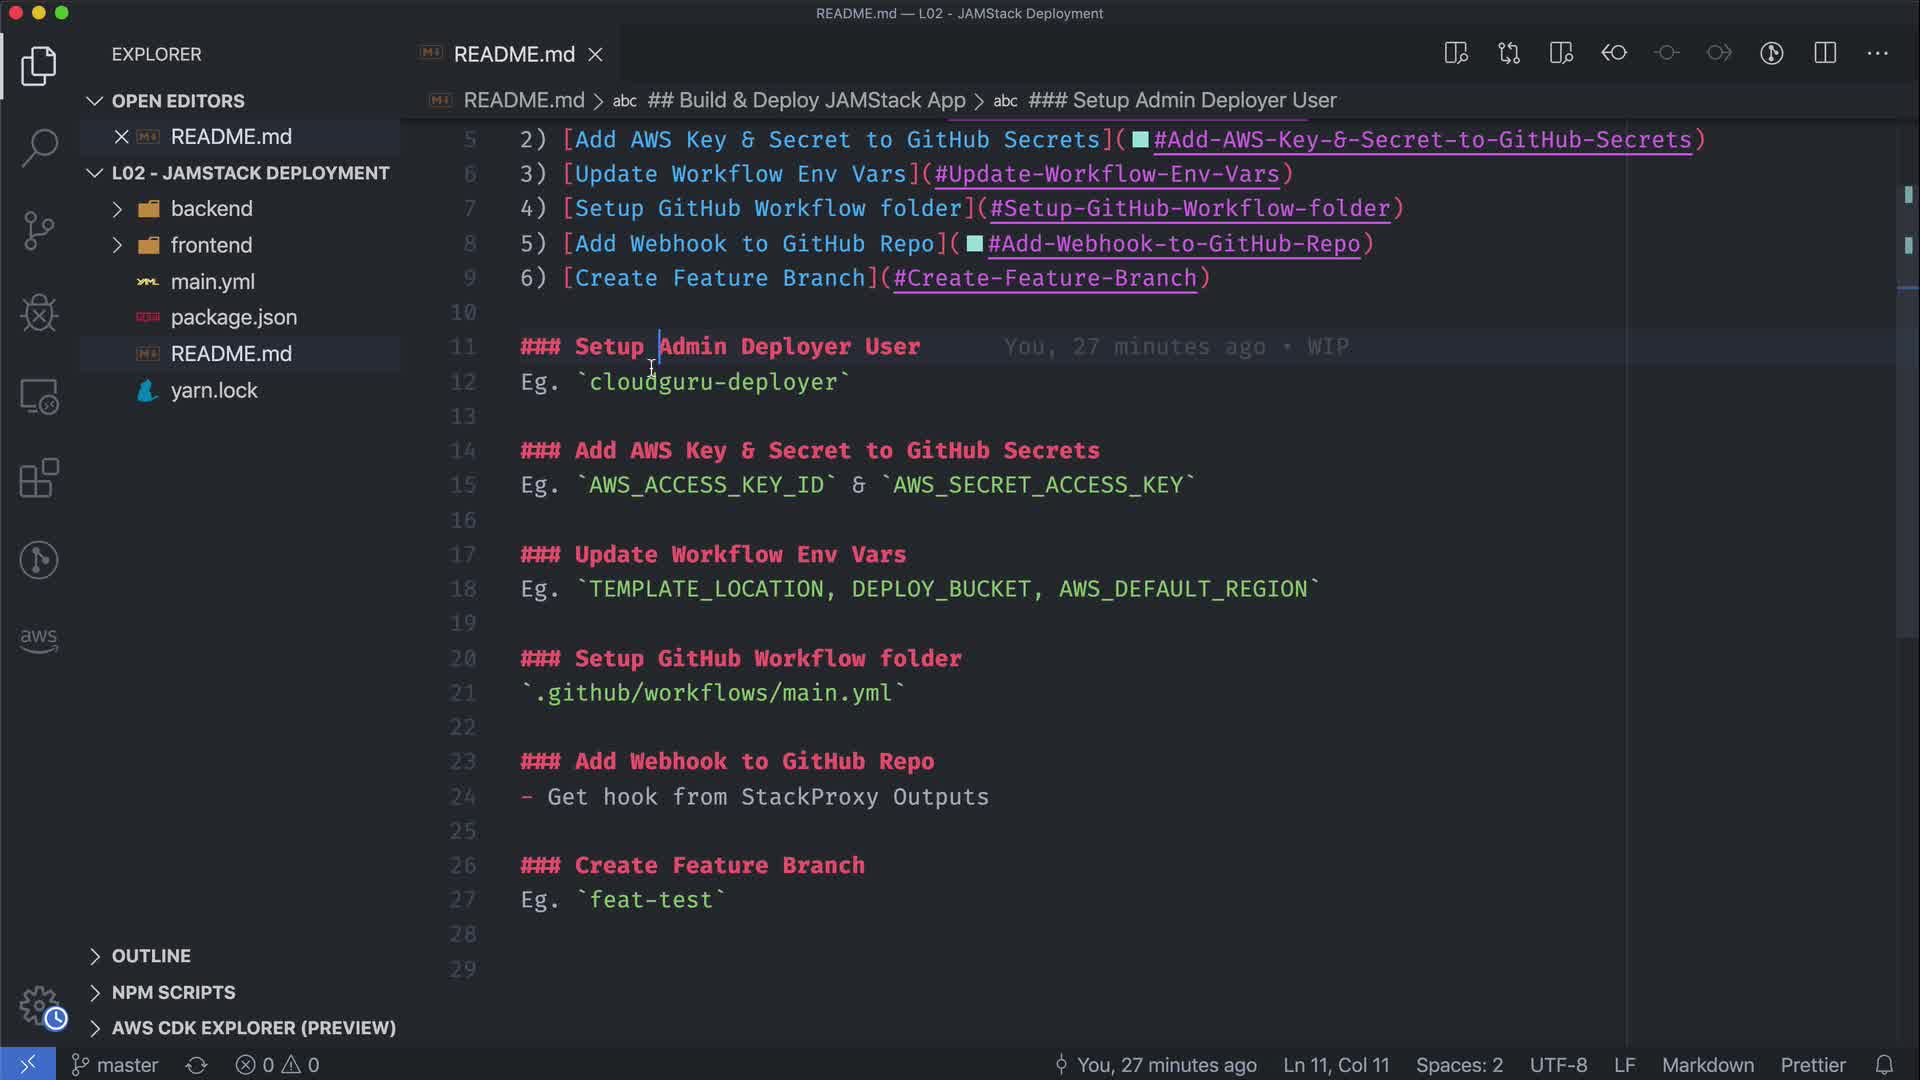 README.md — L02 - JAMStack Deployment
EXPLORER
README.md
OPEN EDITORS
README.md > abc ## Build & Deploy JAMStack App > abc ### Setup Admin Deployer User
README.md
L02 - JAMSTACK DEPLOYMENT
backend
frontend
main.yml
package.json
README.md
yarn.lock
aws
5 2) [Add AWS Key & Secret to GitHub Secrets](#Add-AWS-Key-&-Secret-to-GitHub-Secrets)
6 3) [Update Workflow Env Vars](#Update-Workflow-Env-Vars)
7 4) [Setup GitHub Workflow folder](#Setup-GitHub-Workflow-folder)
8 5) [Add Webhook to GitHub Repo](#Add-Webhook-to-GitHub-Repo)
9 6) [Create Feature Branch](#Create-Feature-Branch)
10
11 ### Setup Admin Deployer User You, 27 minutes ago • WIP
12 Eg. `cloudguru-deployer`
13
14 ### Add AWS Key & Secret to GitHub Secrets
15 Eg. `AWS_ACCESS_KEY_ID` & `AWS_SECRET_ACCESS_KEY`
16
17 ### Update Workflow Env Vars
18 Eg. `TEMPLATE_LOCATION, DEPLOY_BUCKET, AWS_DEFAULT_REGION`
19
20 ### Setup GitHub Workflow folder
21 `.github/workflows/main.yml`
22
23 ### Add Webhook to GitHub Repo
24 - Get hook from StackProxy Outputs
25
26 ### Create Feature Branch
27 Eg. `feat-test`
28
29
OUTLINE
NPM SCRIPTS
AWS CDK EXPLORER (PREVIEW)
master 0 0 You, 27 minutes ago Ln 11, Col 11 Spaces: 2 UTF-8 LF Markdown Prettier